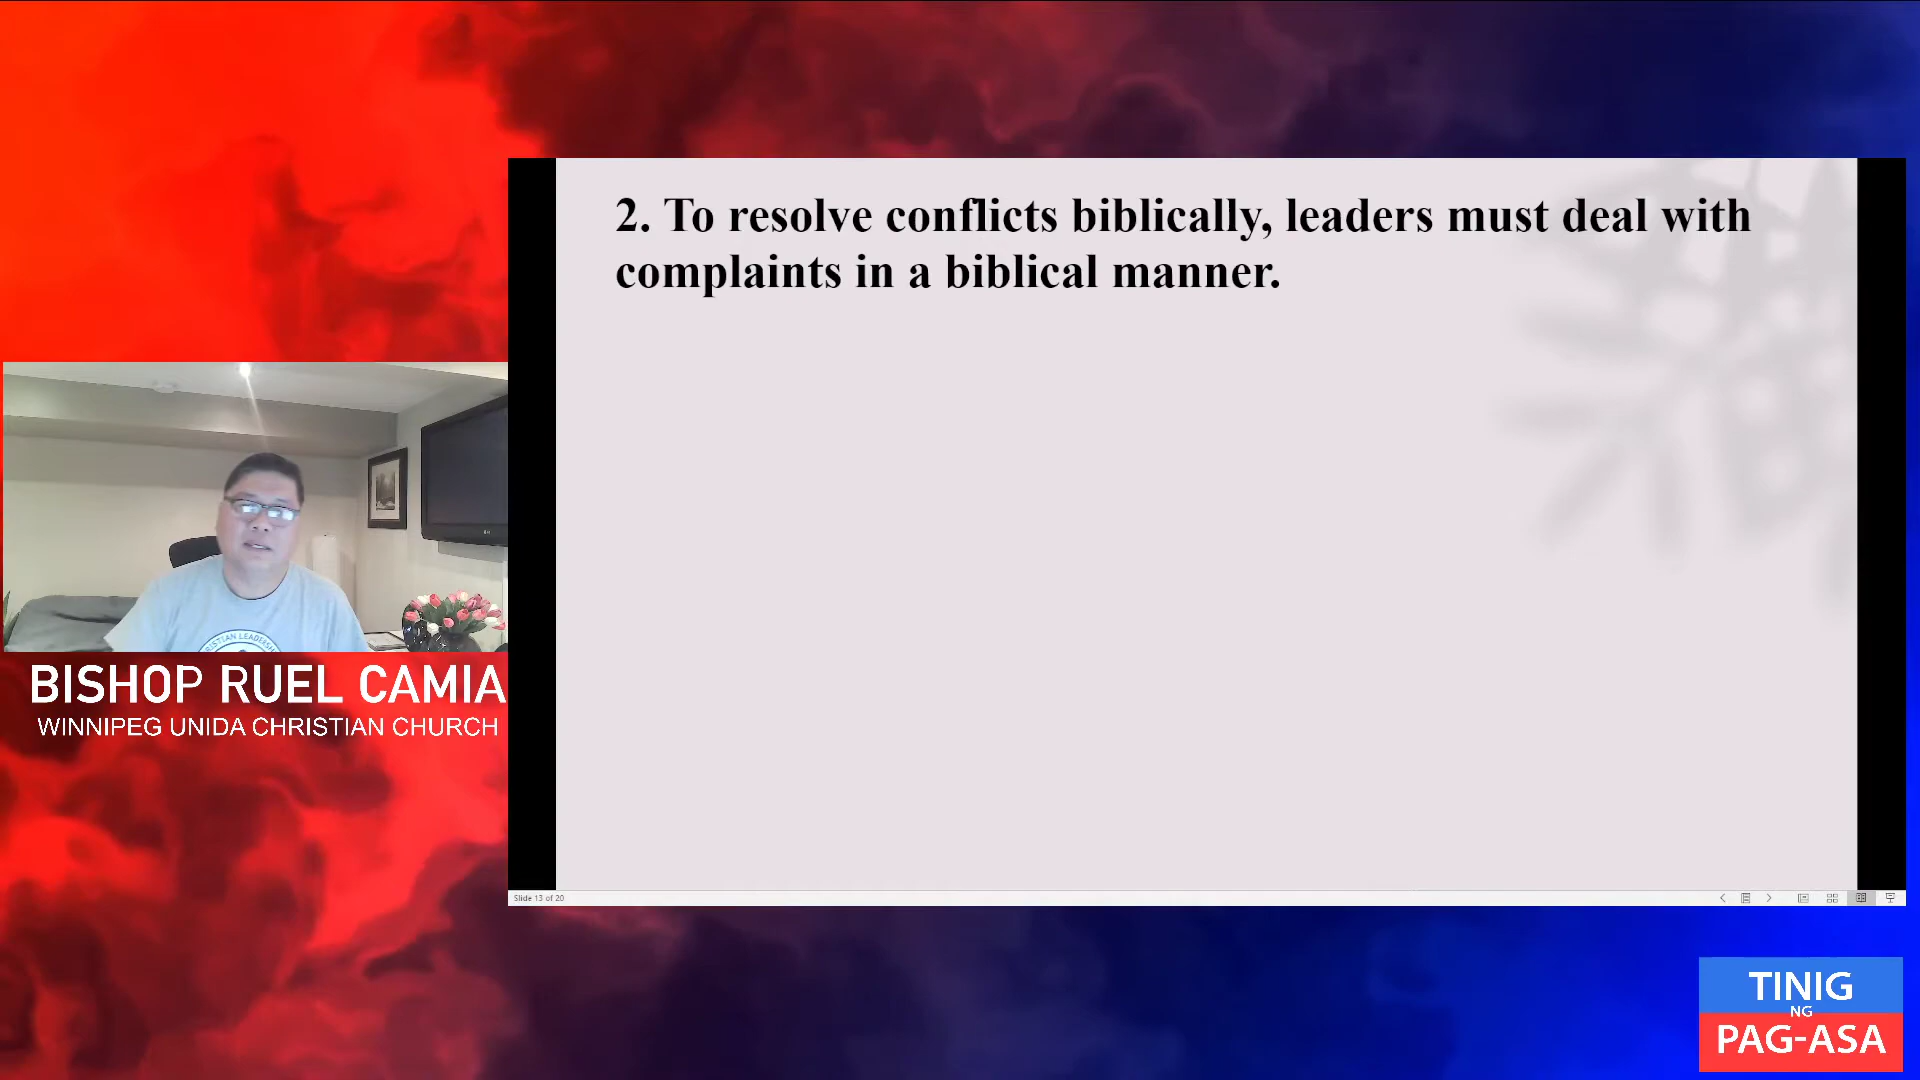 2. To resolve conflicts biblically, leaders must deal with
complaints in a biblical manner.
BISHOP RUEL CAMIA
WINNIPEG UNIDA CHRISTIAN CHURCH
Slide 13 of 20
TINIG
NG
PAG-ASA